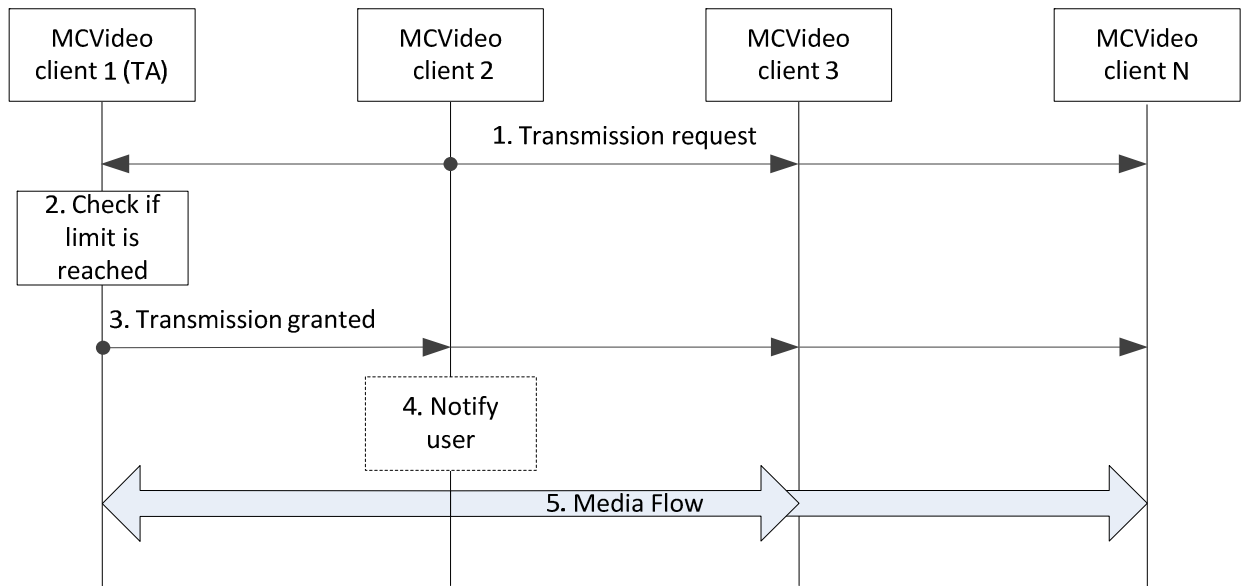 MCVideo
client 1 (TA)
MCVideo
client 2
MCVideo
client 3
MCVideo
client N
1. Transmission request
2. Check if
limit is
reached
3. Transmission granted
4. Notify
user
5. Media Flow